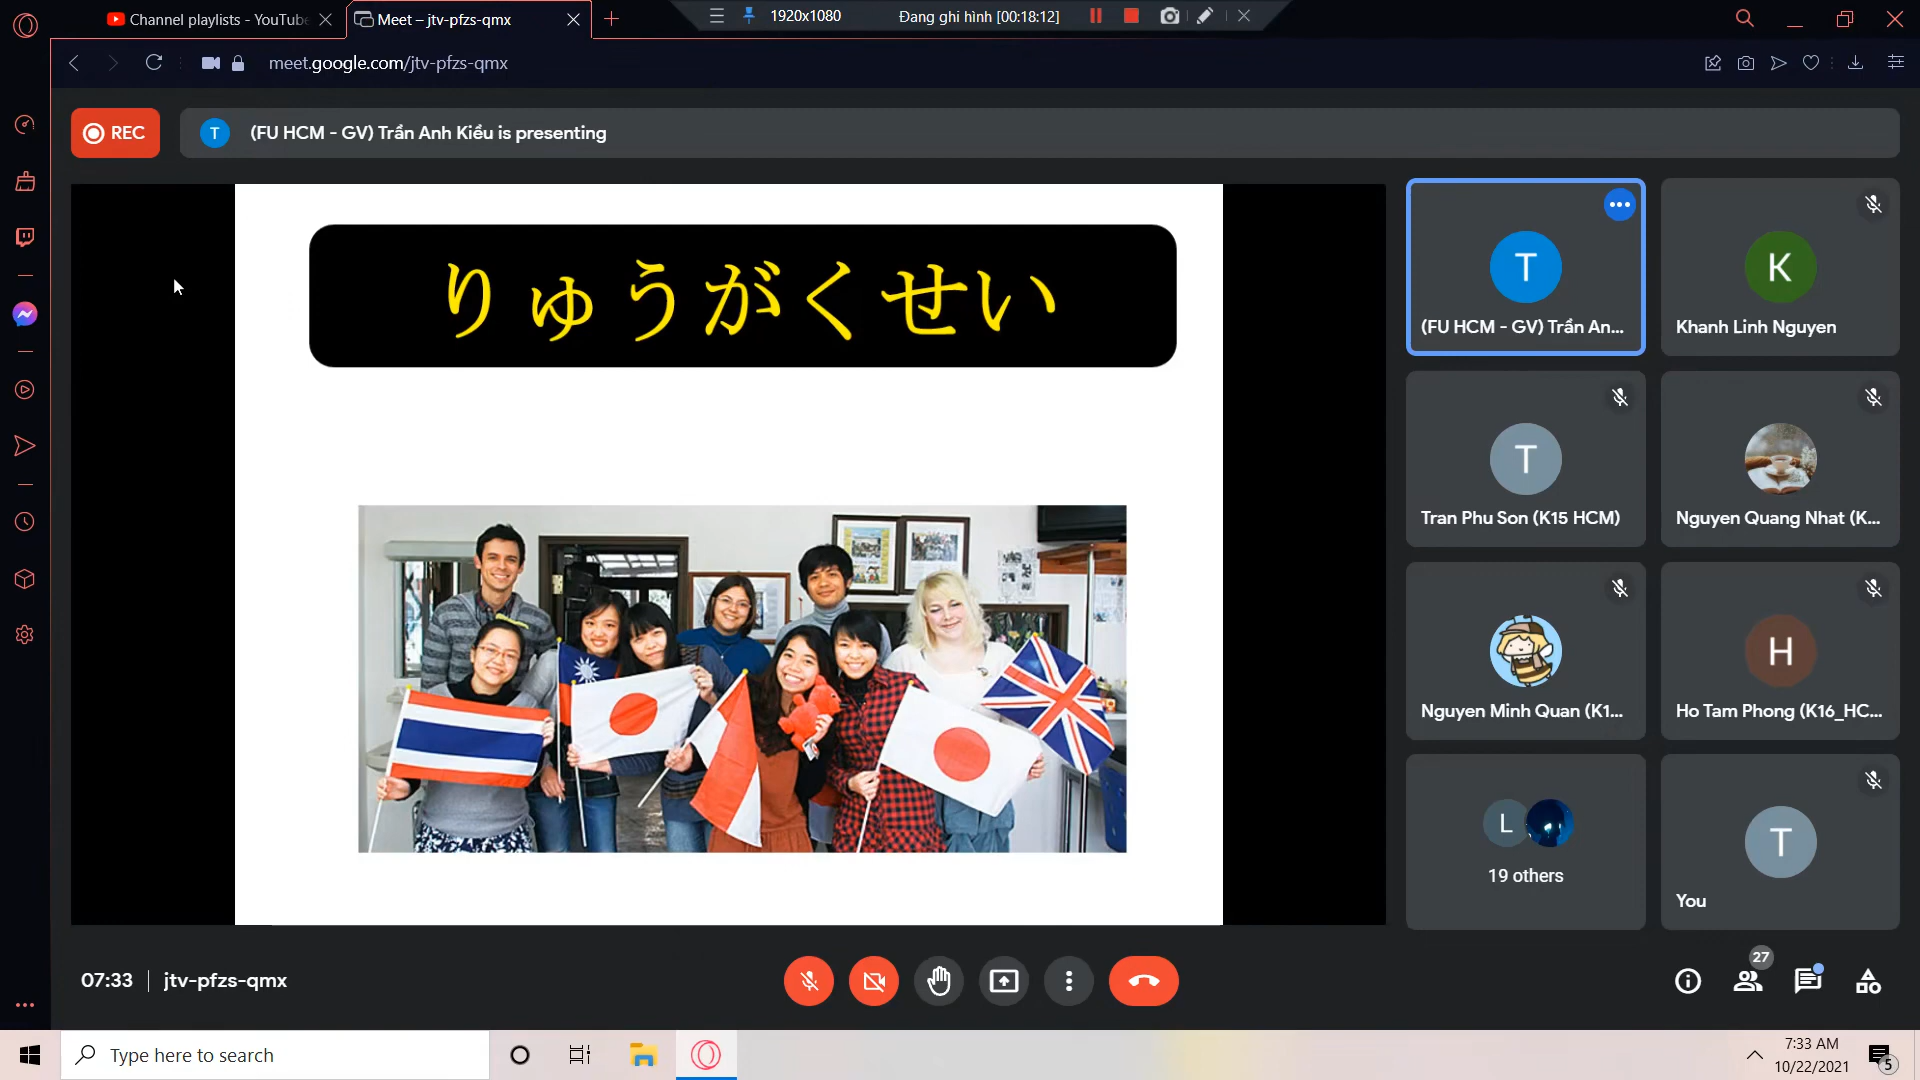 Channel playlists - YouTube
Meet – jtv-pfzs-qmx
1920x1080
Đang ghi hình [00:18:12]
meet.google.com/jtv-pfzs-qmx
REC
T
(FU HCM - GV) Trần Anh Kiều is presenting
りゅうがくせい
T
(FU HCM - GV) Trần An...
K
Khanh Linh Nguyen
T
Tran Phu Son (K15 HCM)
Nguyen Quang Nhat (K...
Nguyen Minh Quan (K1...
H
Ho Tam Phong (K16_HC...
L
19 others
T
You
07:33
jtv-pfzs-qmx
27
Type here to search
7:33 AM
10/22/2021
5